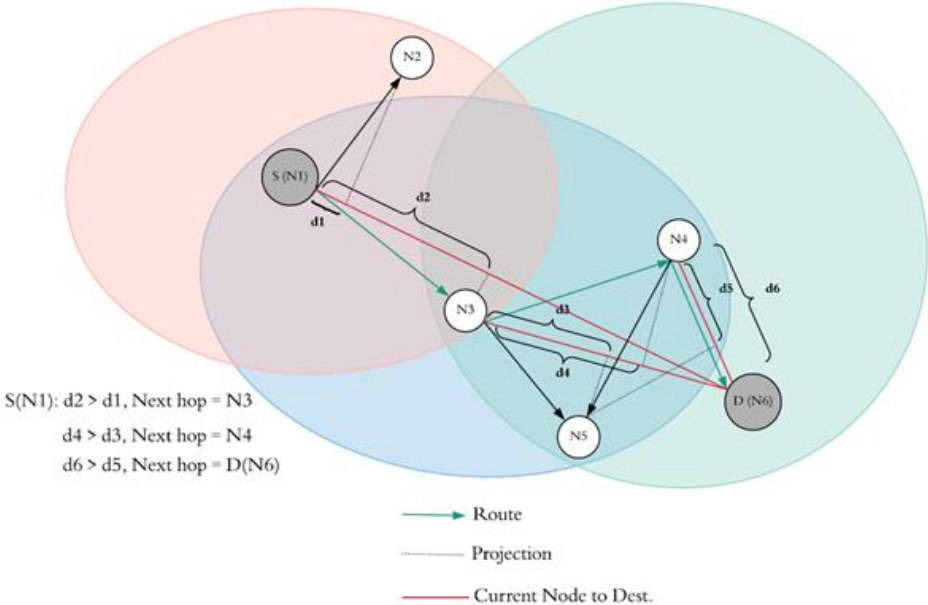 N2
S (N1)
d2
d1
N4
d5
d6
N3
d3
d4
D (N6)
N5
S(N1): d2 > d1, Next hop = N3
d4 > d3, Next hop = N4
d6 > d5, Next hop = D(N6)
Route
Projection
Current Node to Dest.